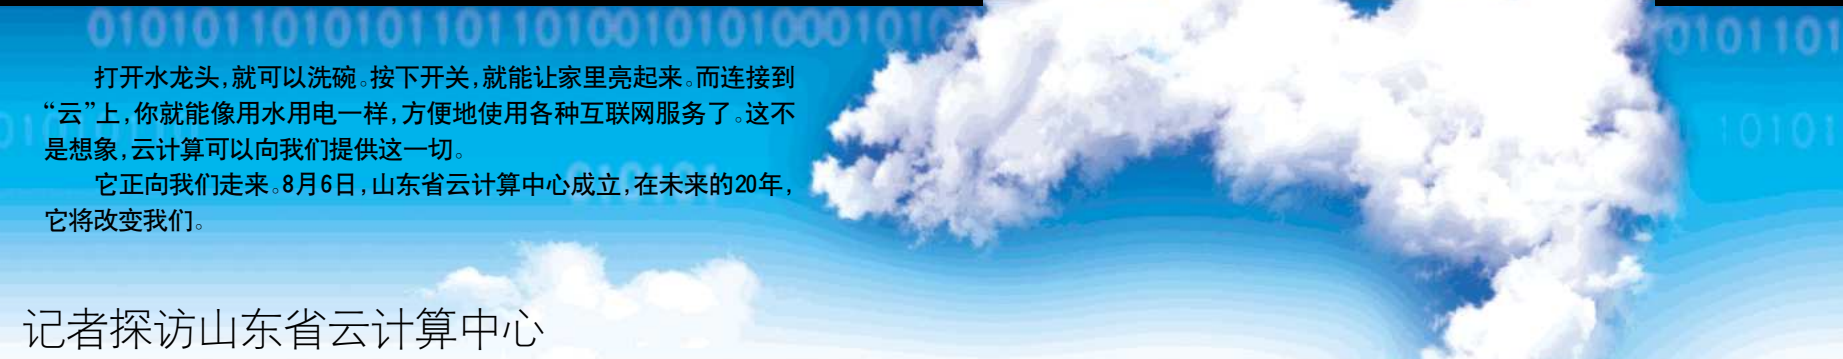 01010110101011011010010101010001010
0101101
打开水龙头,就可以洗碗。按下开关,就能让家里亮起来。而连接到
“云”上,你就能像用水用电一样,方便地使用各种互联网服务了。这不
10101
是想象,云计算可以向我们提供这一切。
010101
它正向我们走来。8月6日,山东省云计算中心成立,在未来的20年,
它将改变我们。
记者探访山东省云计算中心